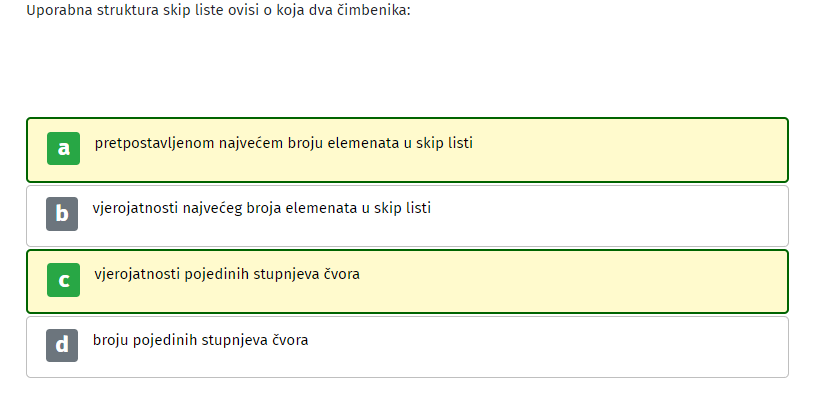 Uporabna struktura skip liste ovisi o koja dva čimbenika:
a pretpostavljenom najvećem broju elemenata u skip listi
b vjerojatnosti najvećeg broja elemenata u skip listi
c vjerojatnosti pojedinih stupnjeva čvora
d broju pojedinih stupnjeva čvora